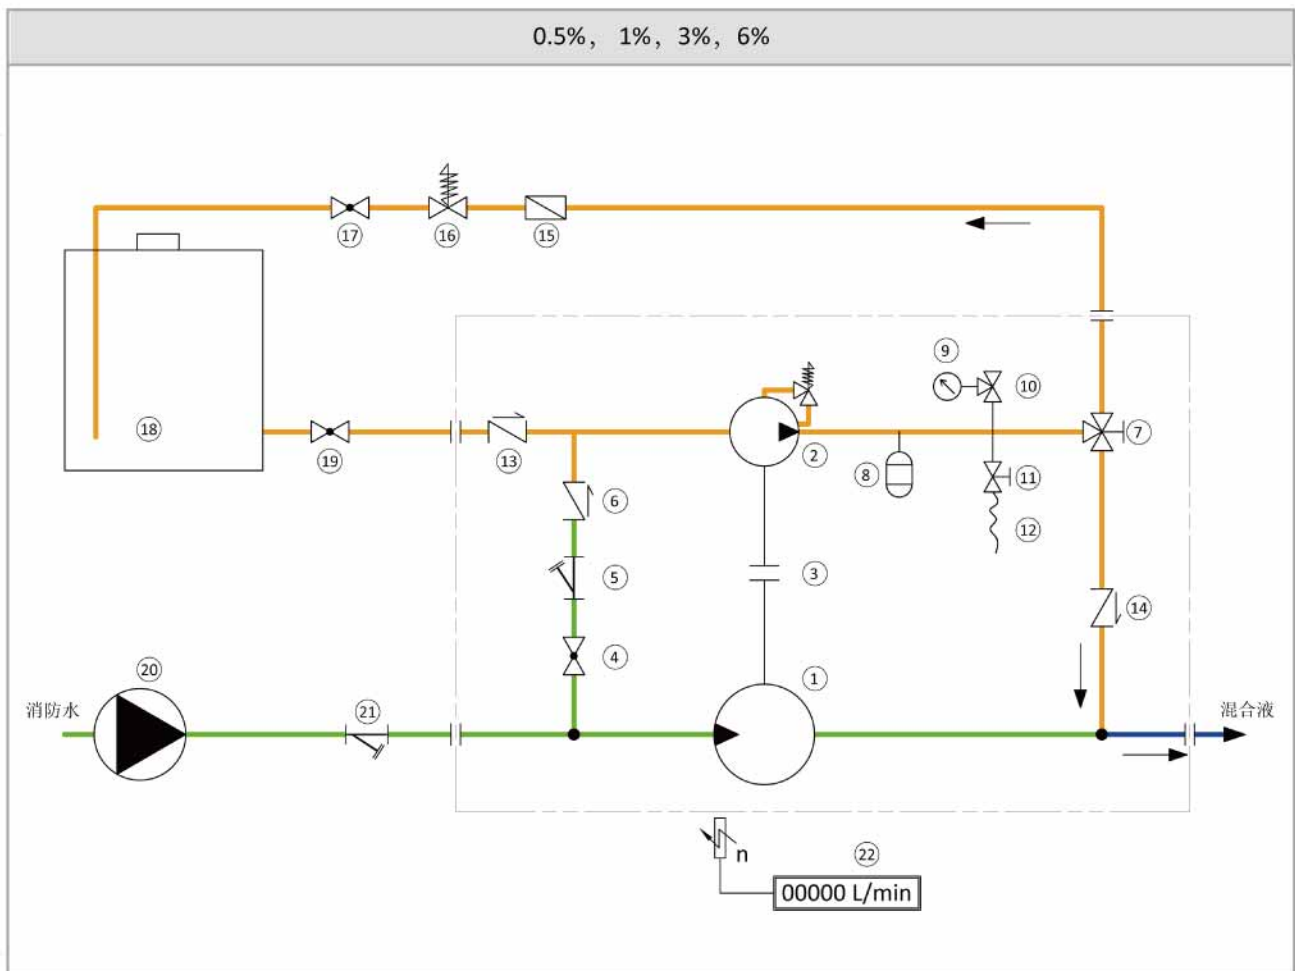 0.5%， 1%，3%，6%
⑰ ⑯ ⑮
⑨ ⑩
⑱ ⑲ ⑬ ② ⑦
⑧ ⑪
⑥
⑫
⑤ ③
⑭
④
⑳ ①
消防水 ㉑ 混合液
n ㉒
00000 L/min